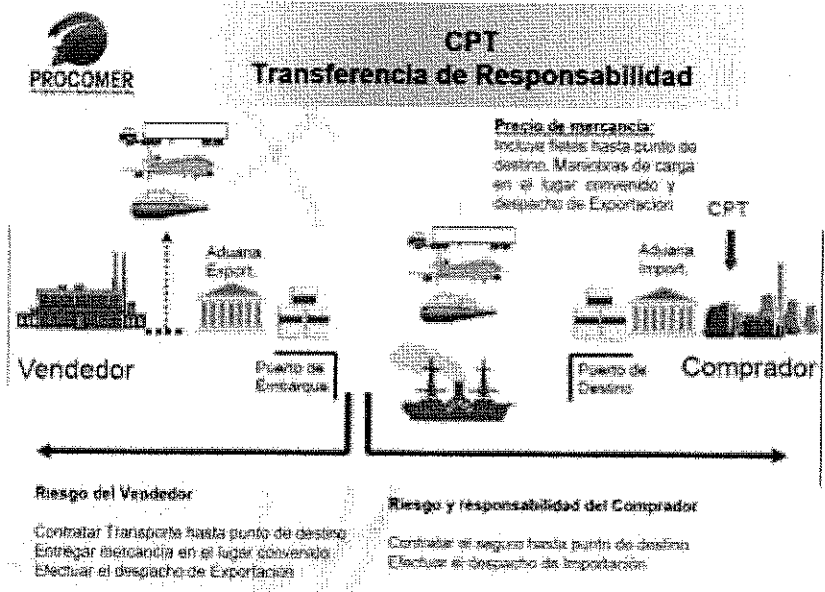 PROCOMER
CPT
Transferencia de Responsabilidad
Precio de mercancía:
Incluye fletes hasta punto de
destino. Maniobras de carga
en el lugar convenido y
despacho de Exportación
CPT
Aduana
Export.
Aduana
Import.
Vendedor
Puerto de
Embarque
Puerto de
Destino
Comprador
Riesgo del Vendedor
Contratar Transporte hasta punto de destino
Entregar mercancía en el lugar convenido
Efectuar el despacho de Exportación
Riesgo y responsabilidad del Comprador
Contratar el seguro hasta punto de destino
Efectuar el despacho de Importación